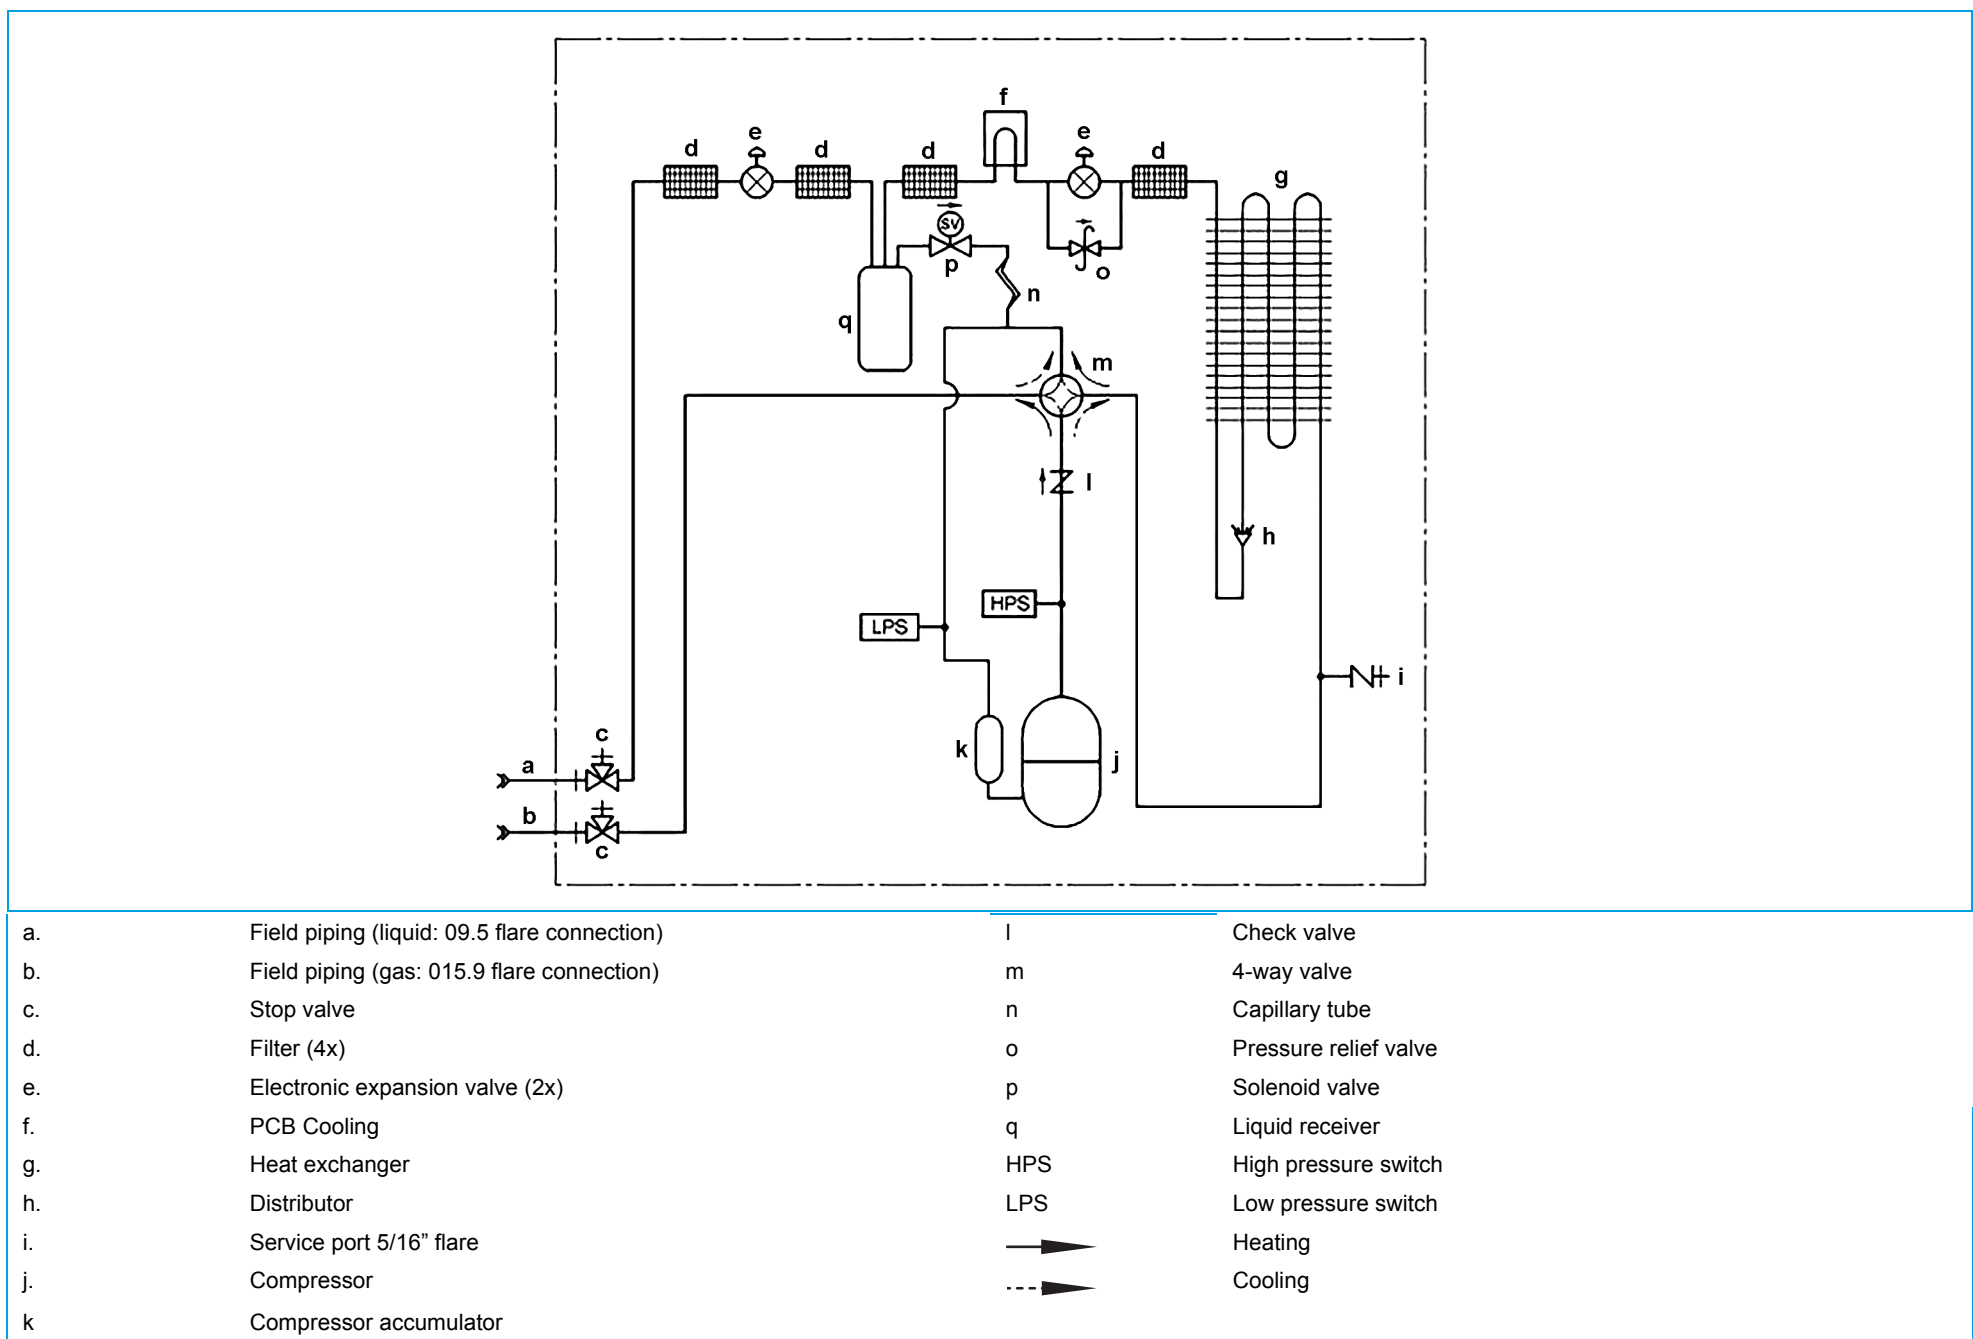 f
e
e
d
d
d
d
g
SV
p
o
n
q
m
l
h
HPS
LPS
i
c
k
j
a
b
c
a. Field piping (liquid: 09.5 flare connection) l Check valve
b. Field piping (gas: 015.9 flare connection) m 4-way valve
c. Stop valve n Capillary tube
d. Filter (4x) o Pressure relief valve
e. Electronic expansion valve (2x) p Solenoid valve
f. PCB Cooling q Liquid receiver
g. Heat exchanger HPS High pressure switch
h. Distributor LPS Low pressure switch
i. Service port 5/16” flare Heating
j. Compressor Cooling
k Compressor accumulator